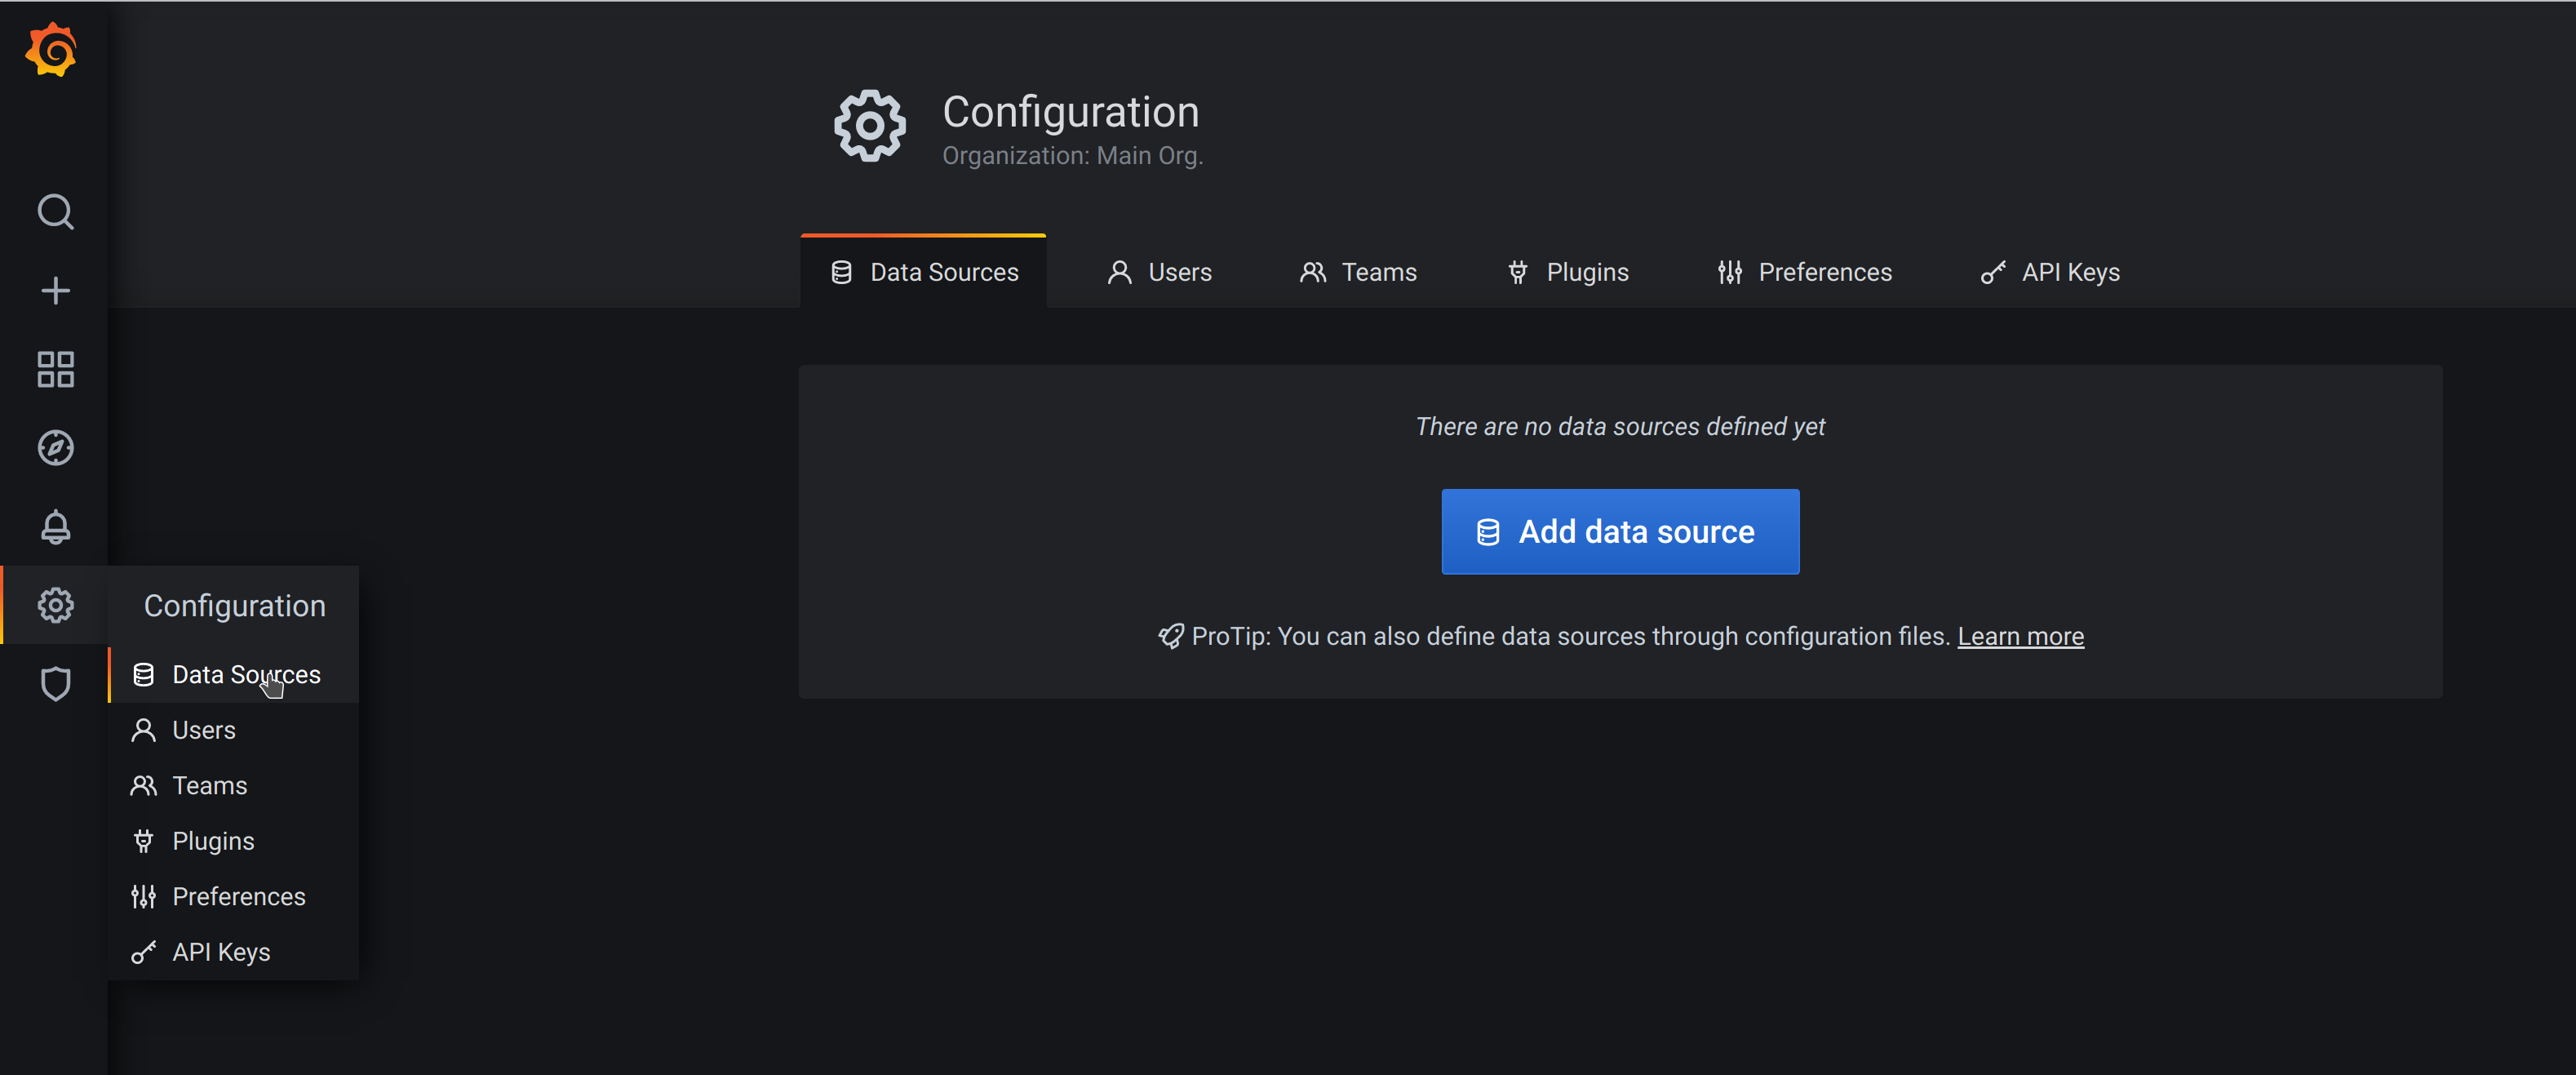 Configuration
Organization: Main Org.
Data Sources Users Teams Plugins Preferences API Keys
There are no data sources defined yet
Add data source
ProTip: You can also define data sources through configuration files. Learn more
Configuration
Data Sources
Users
Teams
Plugins
Preferences
API Keys